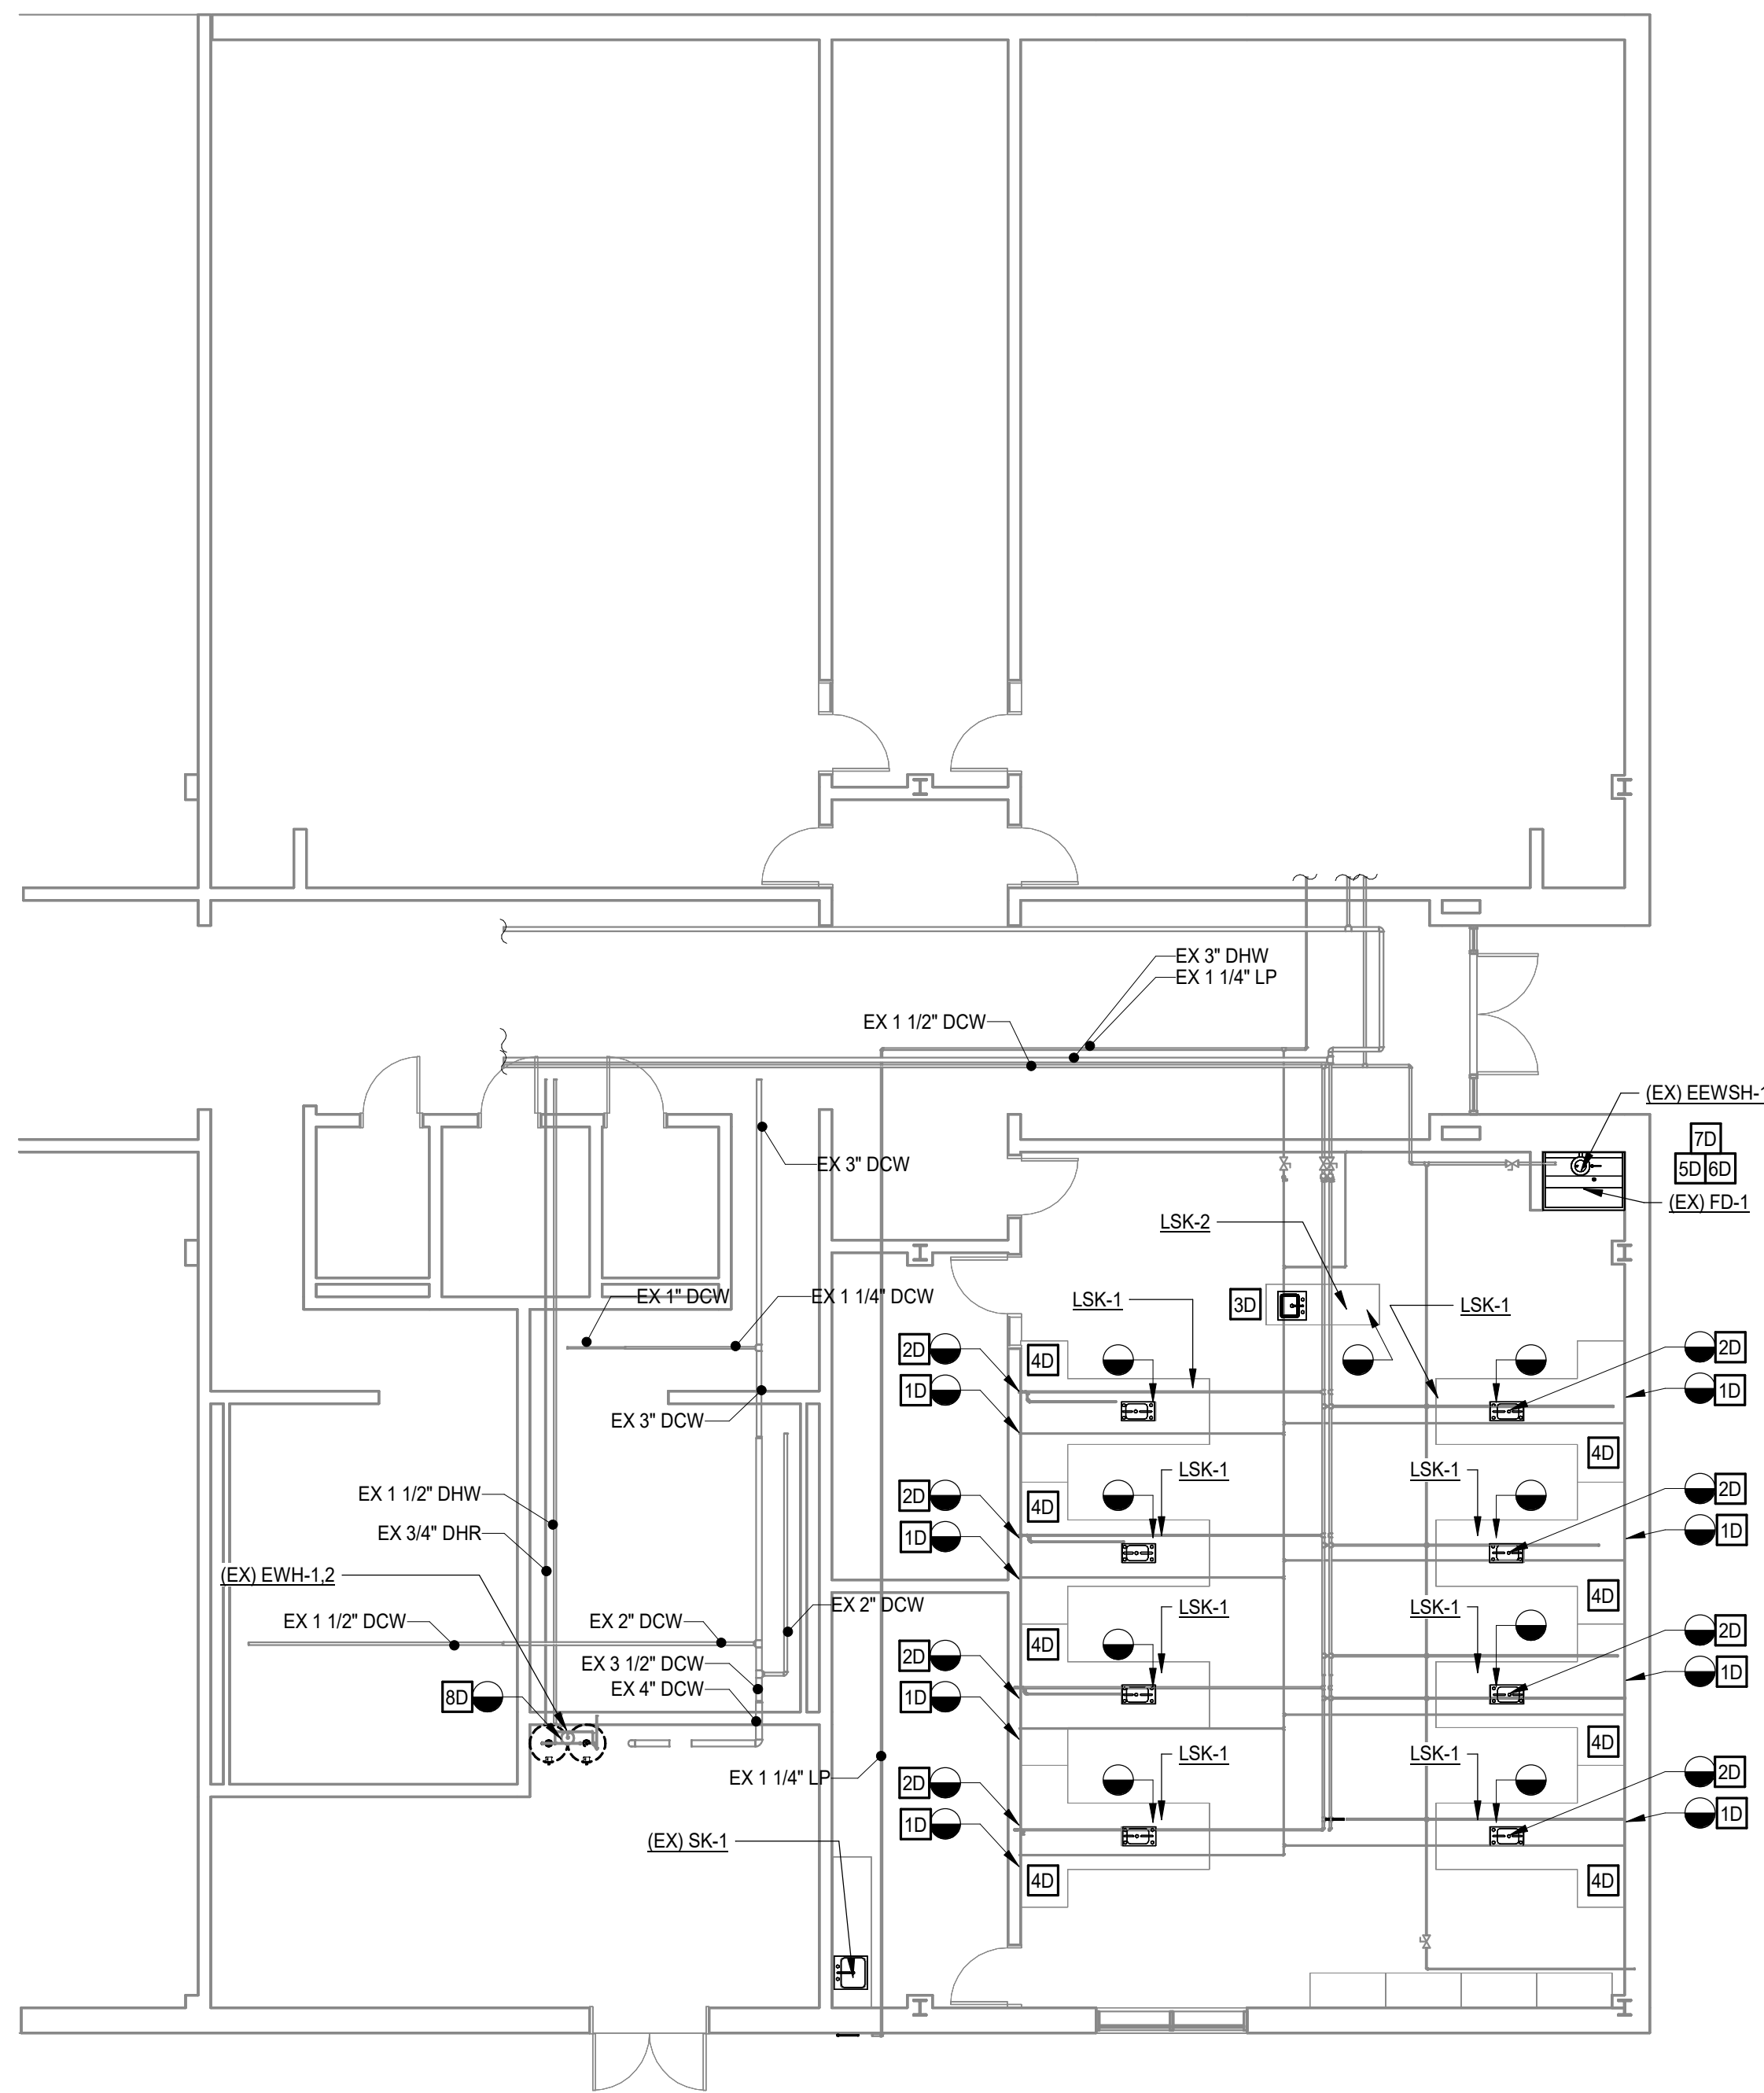 EX 3" DHW
EX 1 1/4" LP
EX 1 1/2" DCW
(EX) EEWSH-1
7D
5D 6D
(EX) FD-1
EX 3" DCW
LSK-2
EX 1" DCW
EX 1 1/4" DCW
LSK-1
3D
LSK-1
2D
4D
2D
1D
1D
EX 3" DCW
4D
LSK-1
LSK-1
EX 1 1/2" DHW
2D
4D
2D
EX 3/4" DHR
1D
1D
(EX) EWH-1,2
4D
EX 1 1/2" DCW
EX 2" DCW
EX 2" DCW
LSK-1
LSK-1
4D
2D
2D
EX 3 1/2" DCW
1D
EX 4" DCW
8D
1D
4D
EX 1 1/4" LP
LSK-1
LSK-1
2D
2D
1D
1D
(EX) SK-1
4D
4D